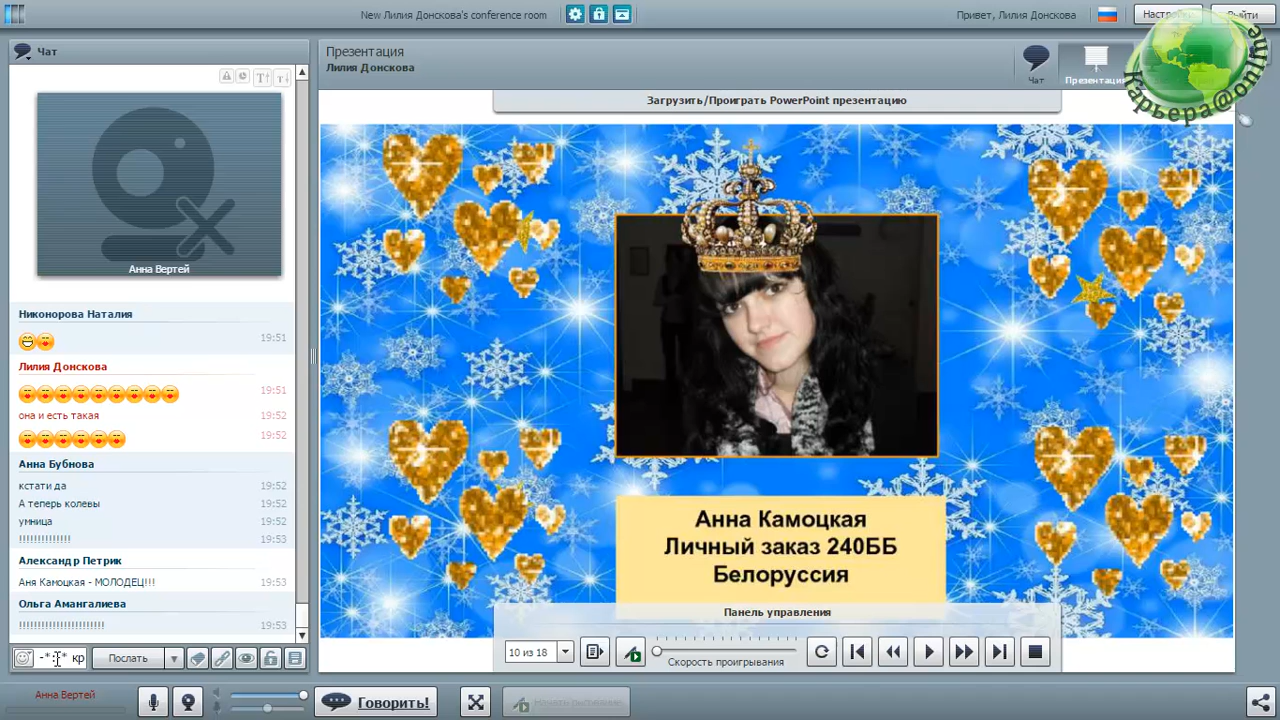 New Лилия Донскова's conference room
Привет, Лилия Донскова
Настройки
Выйти
Чат
Анна Вертей
Никонорова Наталия
19:51
Лилия Донскова
19:51
она и есть такая 19:52
19:52
Анна Бубнова
кстати да 19:52
А теперь колевы 19:52
умница 19:52
!!!!!!!!!!!!!! 19:53
Александр Петрик
Аня Камоцкая - МОЛОДЕЦ!!! 19:53
Ольга Амангалиева
!!!!!!!!!!!!!!!!!!!!!!! 19:53
-*:* кр
Послать
Анна Вертей
Говорить!
Презентация
Лилия Донскова
Чат
Презентация
карьера@online
Загрузить/Проиграть PowerPoint презентацию
Анна Камоцкая
Личный заказ 240ББ
Белоруссия
Панель управления
10 из 18
Скорость проигрывания